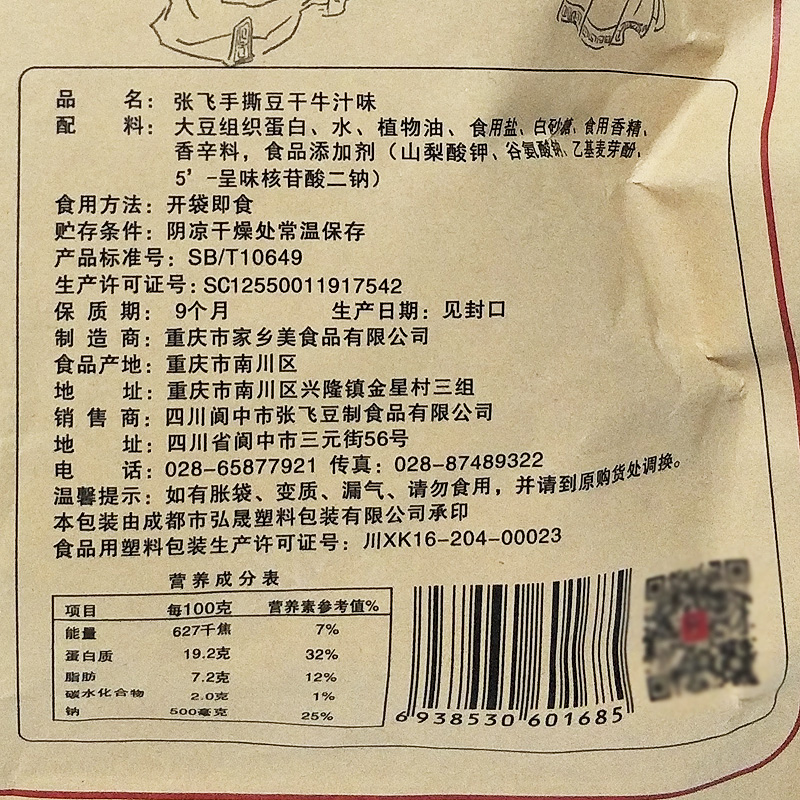 品 名：张飞手撕豆干牛汁味
配 料：大豆组织蛋白、水、植物油、食用盐、白砂糖、食用香精、
香辛料，食品添加剂（山梨酸钾、谷氨酸钠、乙基麦芽酚、
5'-呈味核苷酸二钠）
食用方法：开袋即食
贮存条件：阴凉干燥处常温保存
产品标准号：SB/T10649
生产许可证号：SC12550011917542
保 质 期：9个月 生产日期：见封口
制 造 商：重庆市家乡美食品有限公司
食品产地：重庆市南川区
地 址：重庆市南川区兴隆镇金星村三组
销 售 商：四川阆中市张飞豆制食品有限公司
地 址：四川省阆中市三元街56号
电 话：028-65877921 传真：028-87489322
温馨提示：如有胀袋、变质、漏气、请勿食用，并请到原购货处调换。
本包装由成都市弘晟塑料包装有限公司承印
食品用塑料包装生产许可证号：川XK16-204-00023
营养成分表
项目 每100克 营养素参考值%
能量 627千焦 7%
蛋白质 19.2克 32%
脂肪 7.2克 12%
碳水化合物 2.0克 1%
钠 500毫克 25%
6 938530 601685